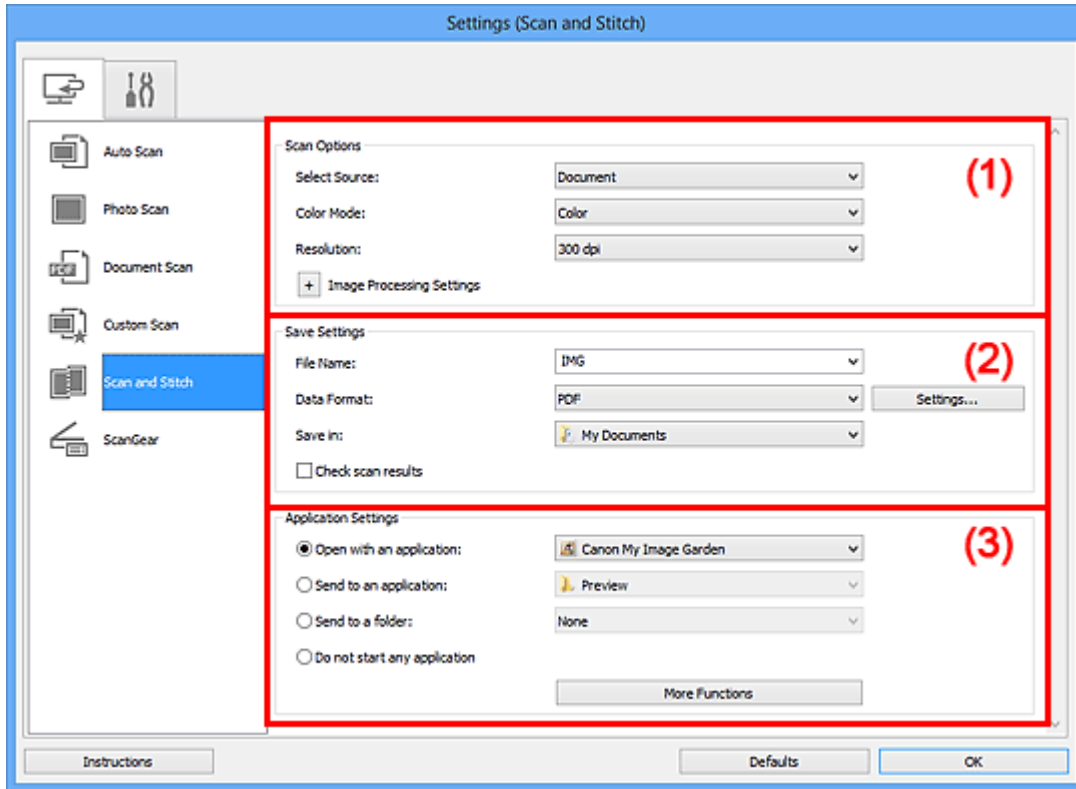 Settings (Scan and Stitch)
Auto Scan
Photo Scan
Document Scan
Custom Scan
Scan and Stitch
ScanGear
Scan Options
(1)
Select Source: Document
Color Mode: Color
Resolution: 300 dpi
+ Image Processing Settings
Save Settings
(2)
File Name: IMG
Data Format: PDF Settings...
Save in: My Documents
Check scan results
Application Settings
(3)
Open with an application: Canon My Image Garden
Send to an application: Preview
Send to a folder: None
Do not start any application
More Functions
Instructions Defaults OK